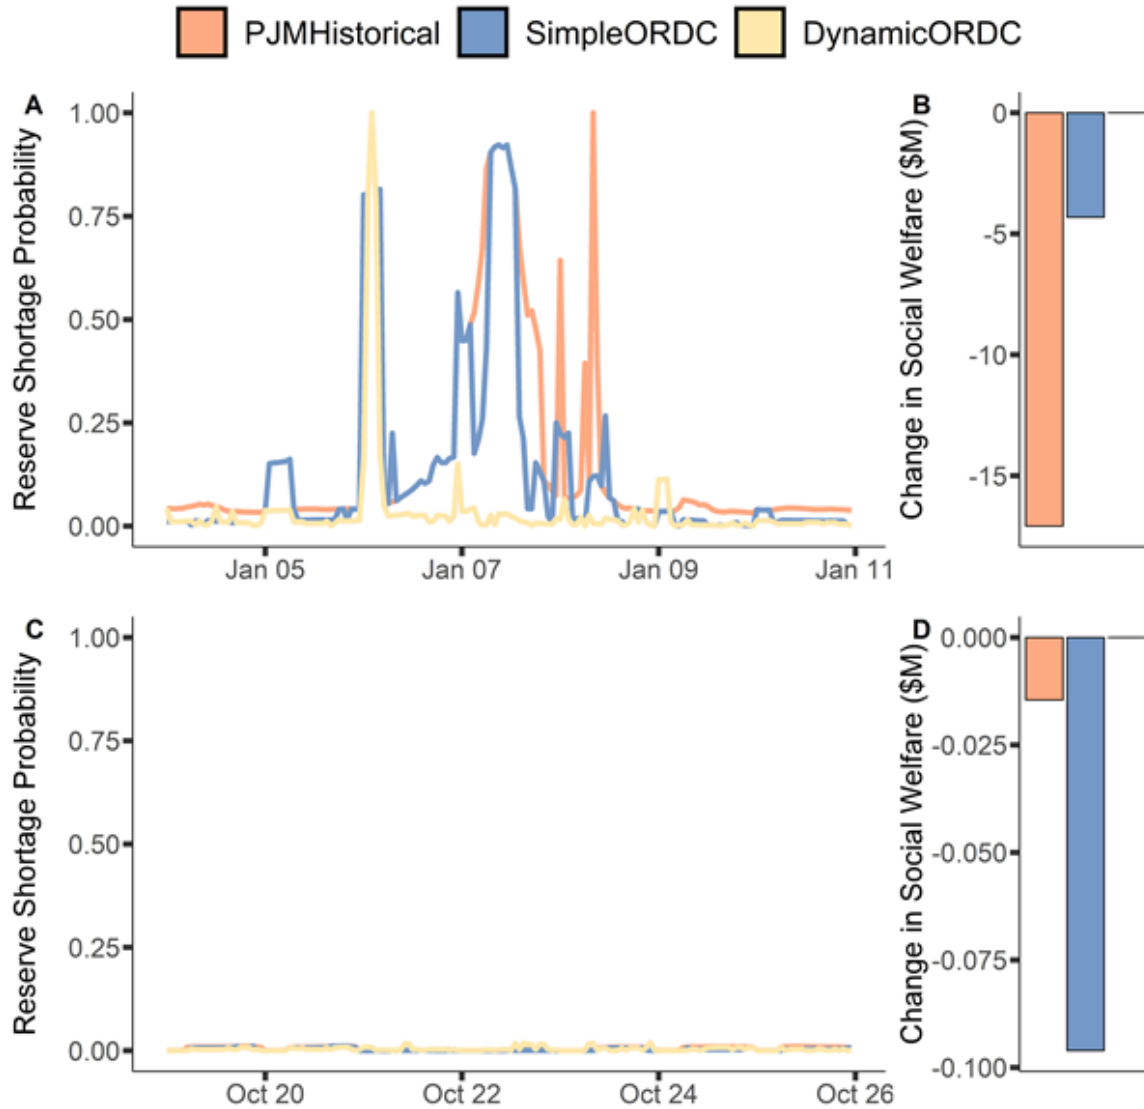 PJMHistorical SimpleORDC DynamicORDC
A
Reserve Shortage Probability
1.00
0.75
0.50
0.25
0.00
Jan 05 Jan 07 Jan 09 Jan 11
B
Change in Social Welfare ($M)
0
-5
-10
-15
C
Reserve Shortage Probability
1.00
0.75
0.50
0.25
0.00
Oct 20 Oct 22 Oct 24 Oct 26
D
Change in Social Welfare ($M)
0.000
-0.025
-0.050
-0.075
-0.100